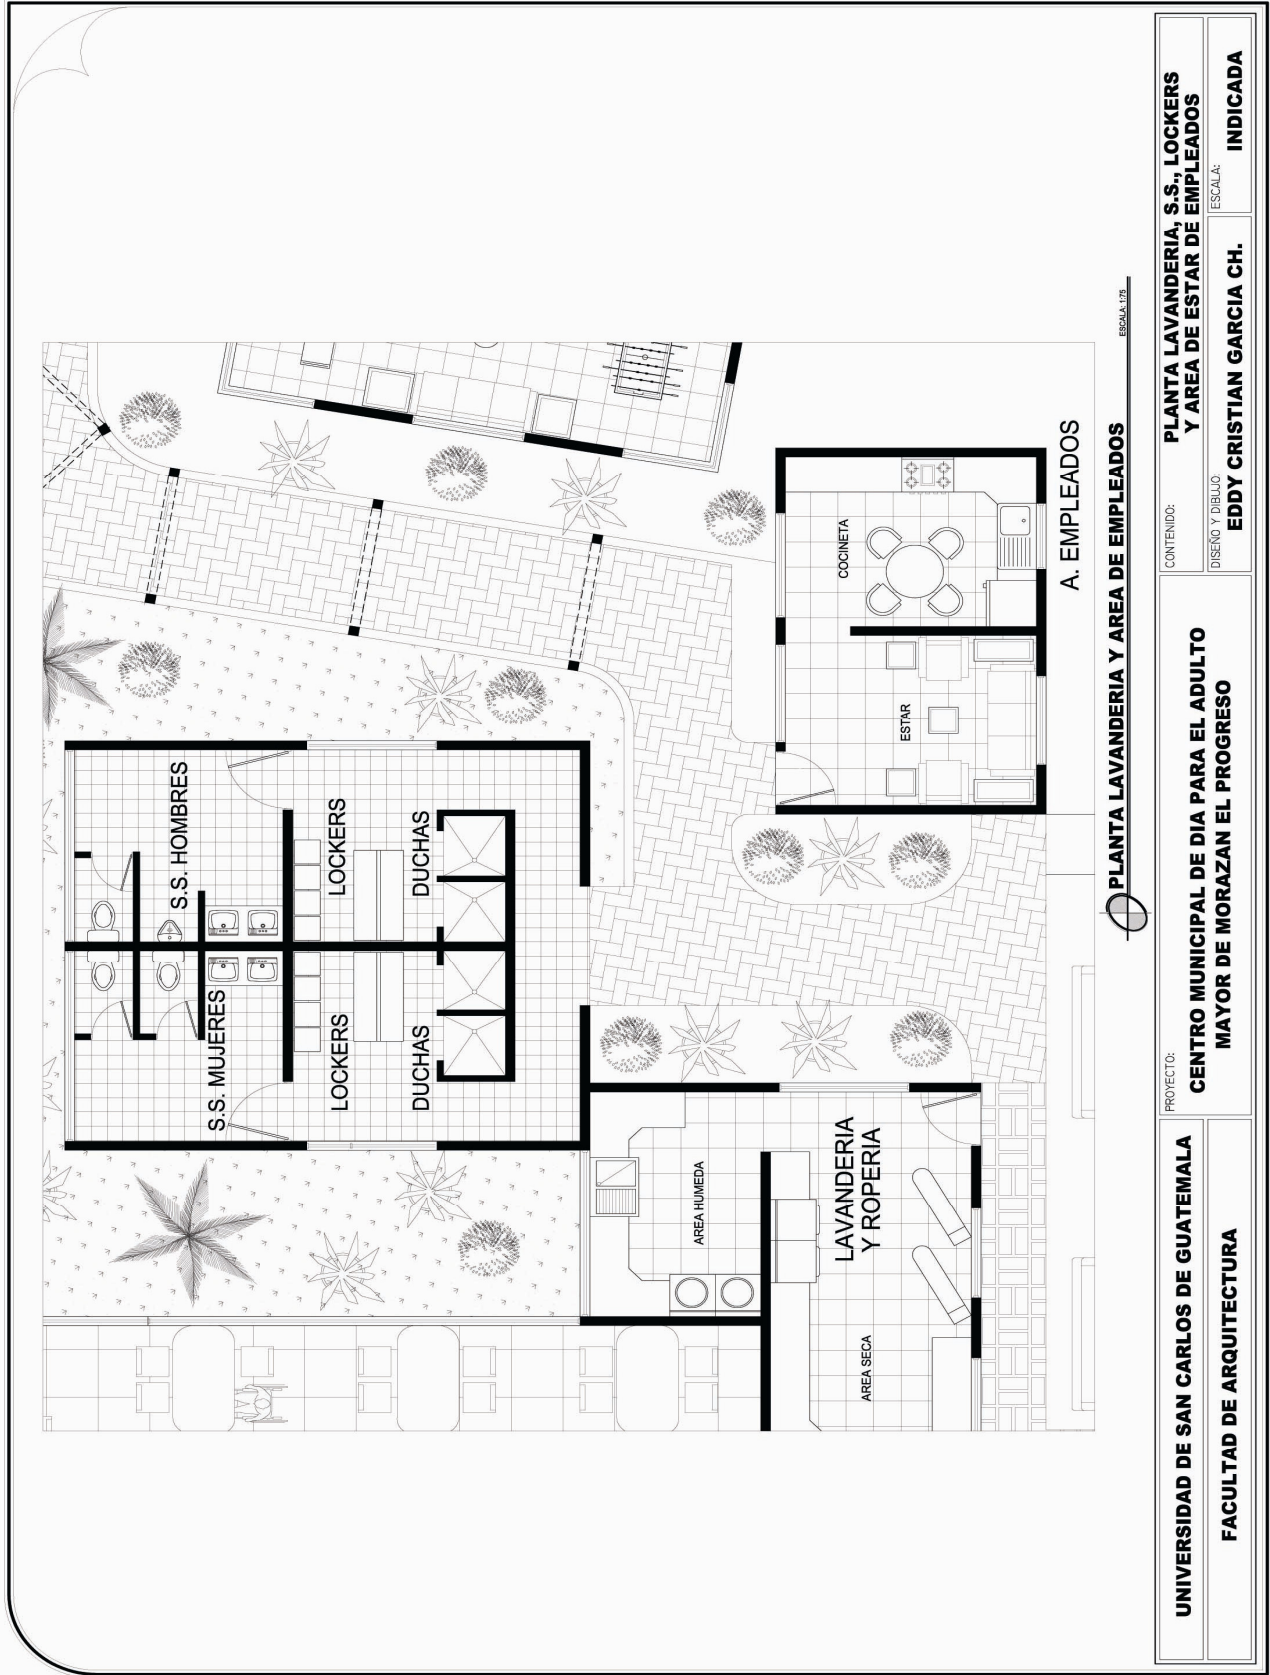 S.S. HOMBRES
LOCKERS
DUCHAS
S.S. MUJERES
LOCKERS
DUCHAS
COCINETA
ESTAR
A. EMPLEADOS
AREA HUMEDA
LAVANDERIA
Y ROPERIA
AREA SECA
PLANTA LAVANDERIA Y AREA DE EMPLEADOS
ESCALA: 1:75
UNIVERSIDAD DE SAN CARLOS DE GUATEMALA
FACULTAD DE ARQUITECTURA
PROYECTO:
CENTRO MUNICIPAL DE DIA PARA EL ADULTO
MAYOR DE MORAZAN EL PROGRESO
CONTENIDO:
PLANTA LAVANDERIA, S.S., LOCKERS
Y AREA DE ESTAR DE EMPLEADOS
DISEÑO Y DIBUJO:
EDDY CRISTIAN GARCIA CH.
ESCALA:
INDICADA